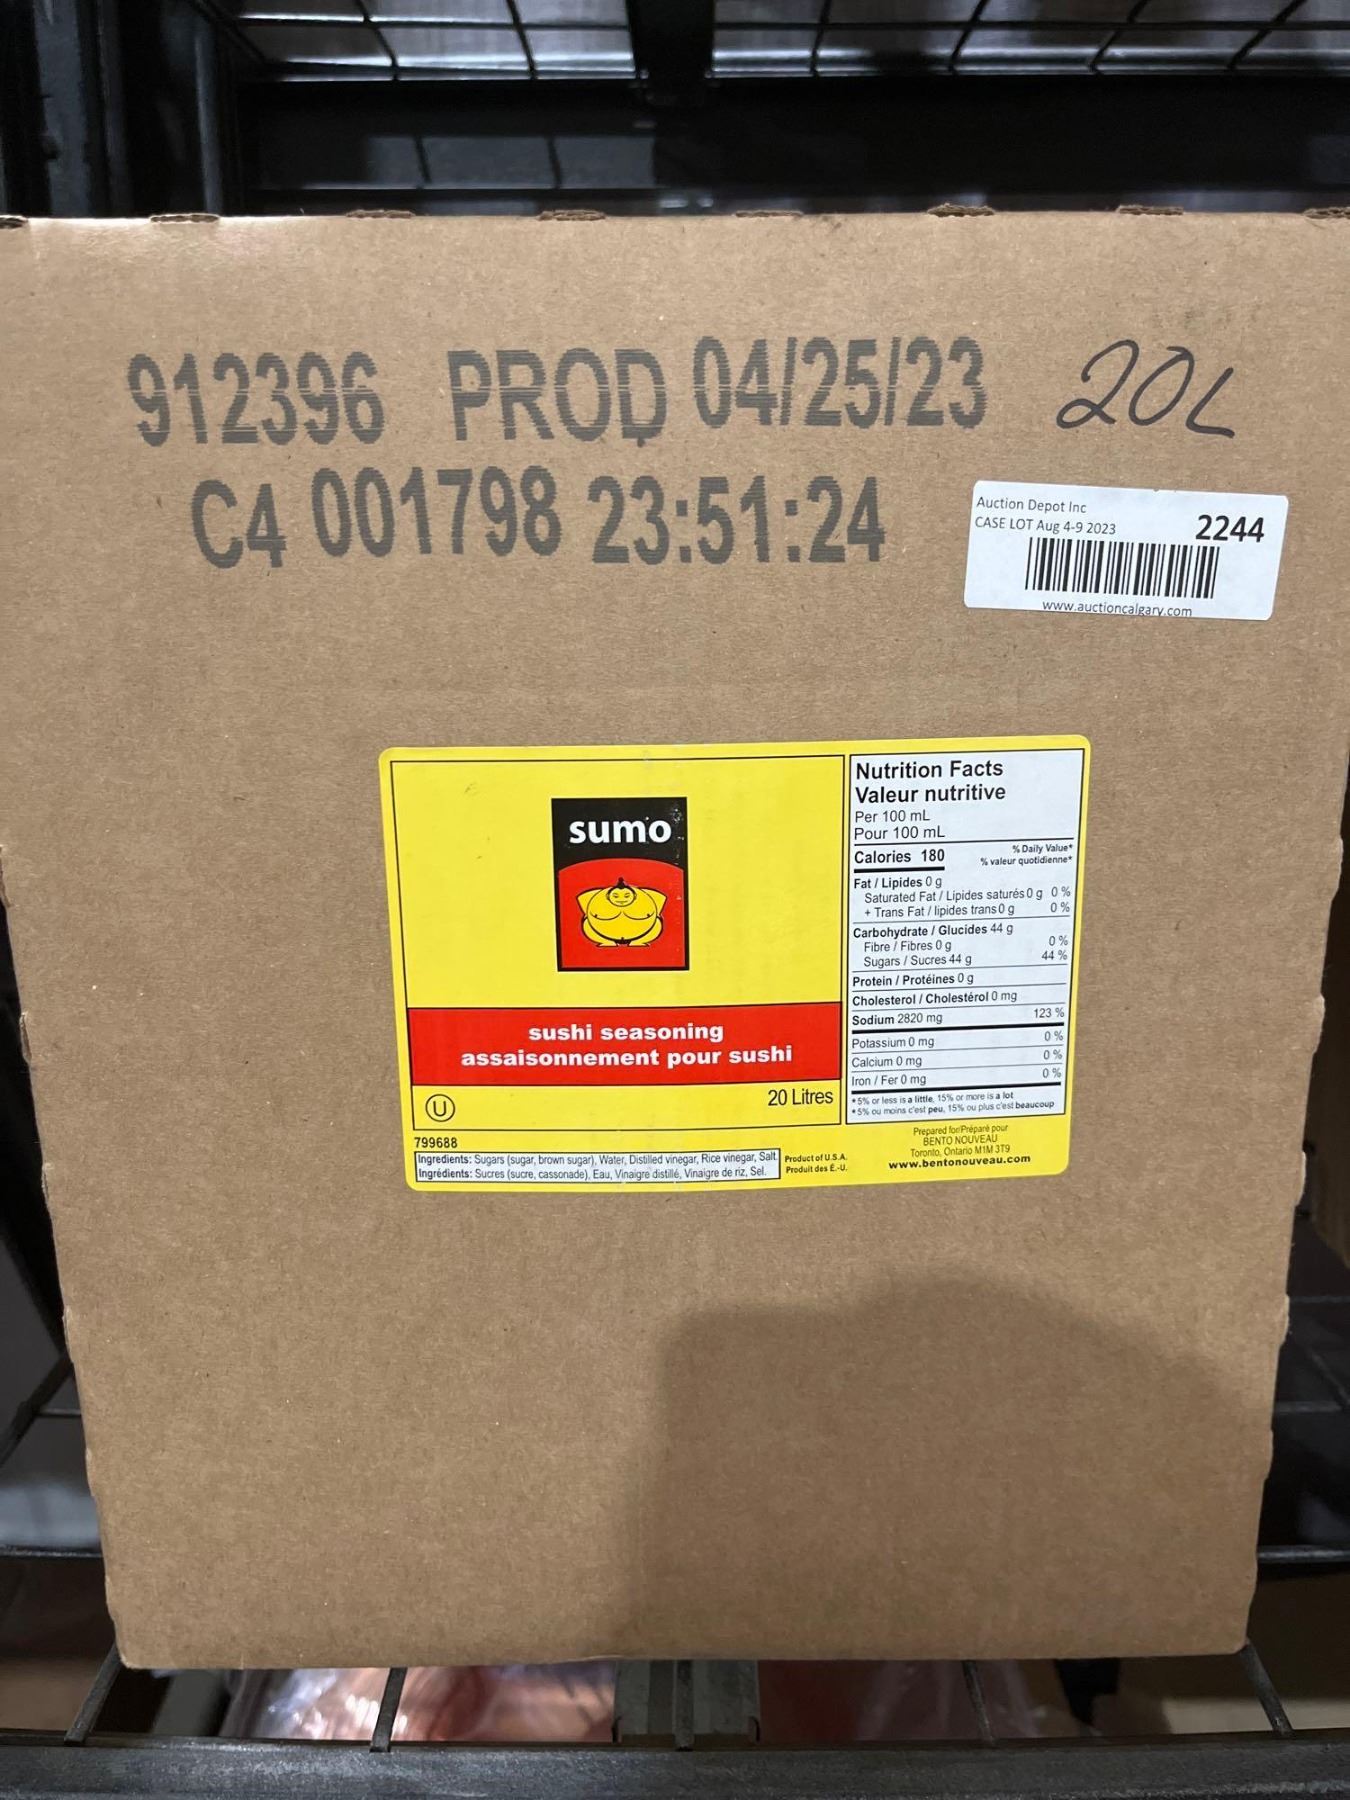 912396 PROD 04/25/23 20L
C4 001798 23:51:24
Auction Depot Inc
CASE LOT Aug 4-9 2023 2244
www.auctioncalgary.com
sumo
sushi seasoning
assaisonnement pour sushi
U
20 Litres
799688
Ingredients: Sugars (sugar, brown sugar), Water, Distilled vinegar, Rice vinegar, Salt.
Ingrédients: Sucres (sucre, cassonade), Eau, Vinaigre distillé, Vinaigre de riz, Sel.
Product of U.S.A.
Produit des É.-U.
Nutrition Facts
Valeur nutritive
Per 100 mL
Pour 100 mL
Calories 180
% Daily Value*
% valeur quotidienne*
Fat / Lipides 0 g
Saturated Fat / Lipides saturés 0 g 0 %
+ Trans Fat / lipides trans 0 g 0 %
Carbohydrate / Glucides 44 g
Fibre / Fibres 0 g 0 %
Sugars / Sucres 44 g 44 %
Protein / Protéines 0 g
Cholesterol / Cholestérol 0 mg
Sodium 2820 mg 123 %
Potassium 0 mg 0 %
Calcium 0 mg 0 %
Iron / Fer 0 mg 0 %
*5% or less is a little, 15% or more is a lot
*5% ou moins c'est peu, 15% ou plus c'est beaucoup
Prepared for/Préparé pour
BENTO NOUVEAU
Toronto, Ontario M1M 3T9
www.bentonouveau.com